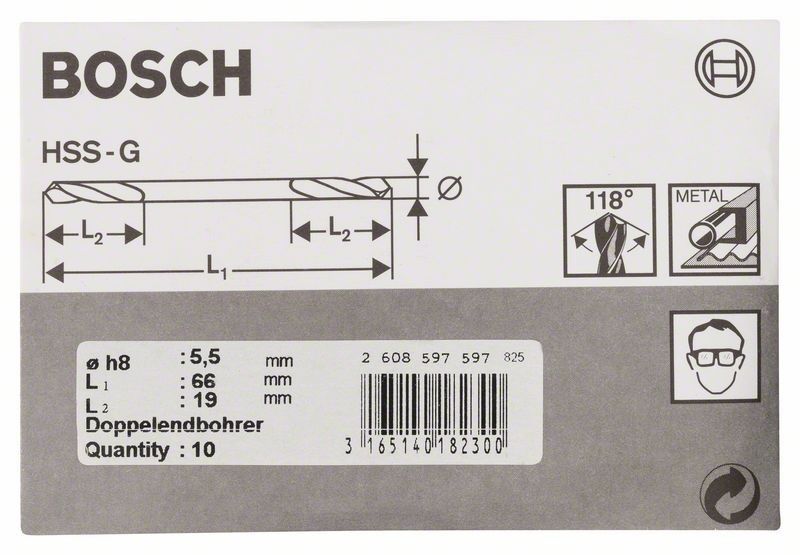 BOSCH
HSS-G
Ø
L2
L2
L1
118°
METAL
ø h8 : 5,5 mm
L1 : 66 mm
L2 : 19 mm
Doppelendbohrer
Quantity : 10
2 608 597 597 825
3 165140 182300